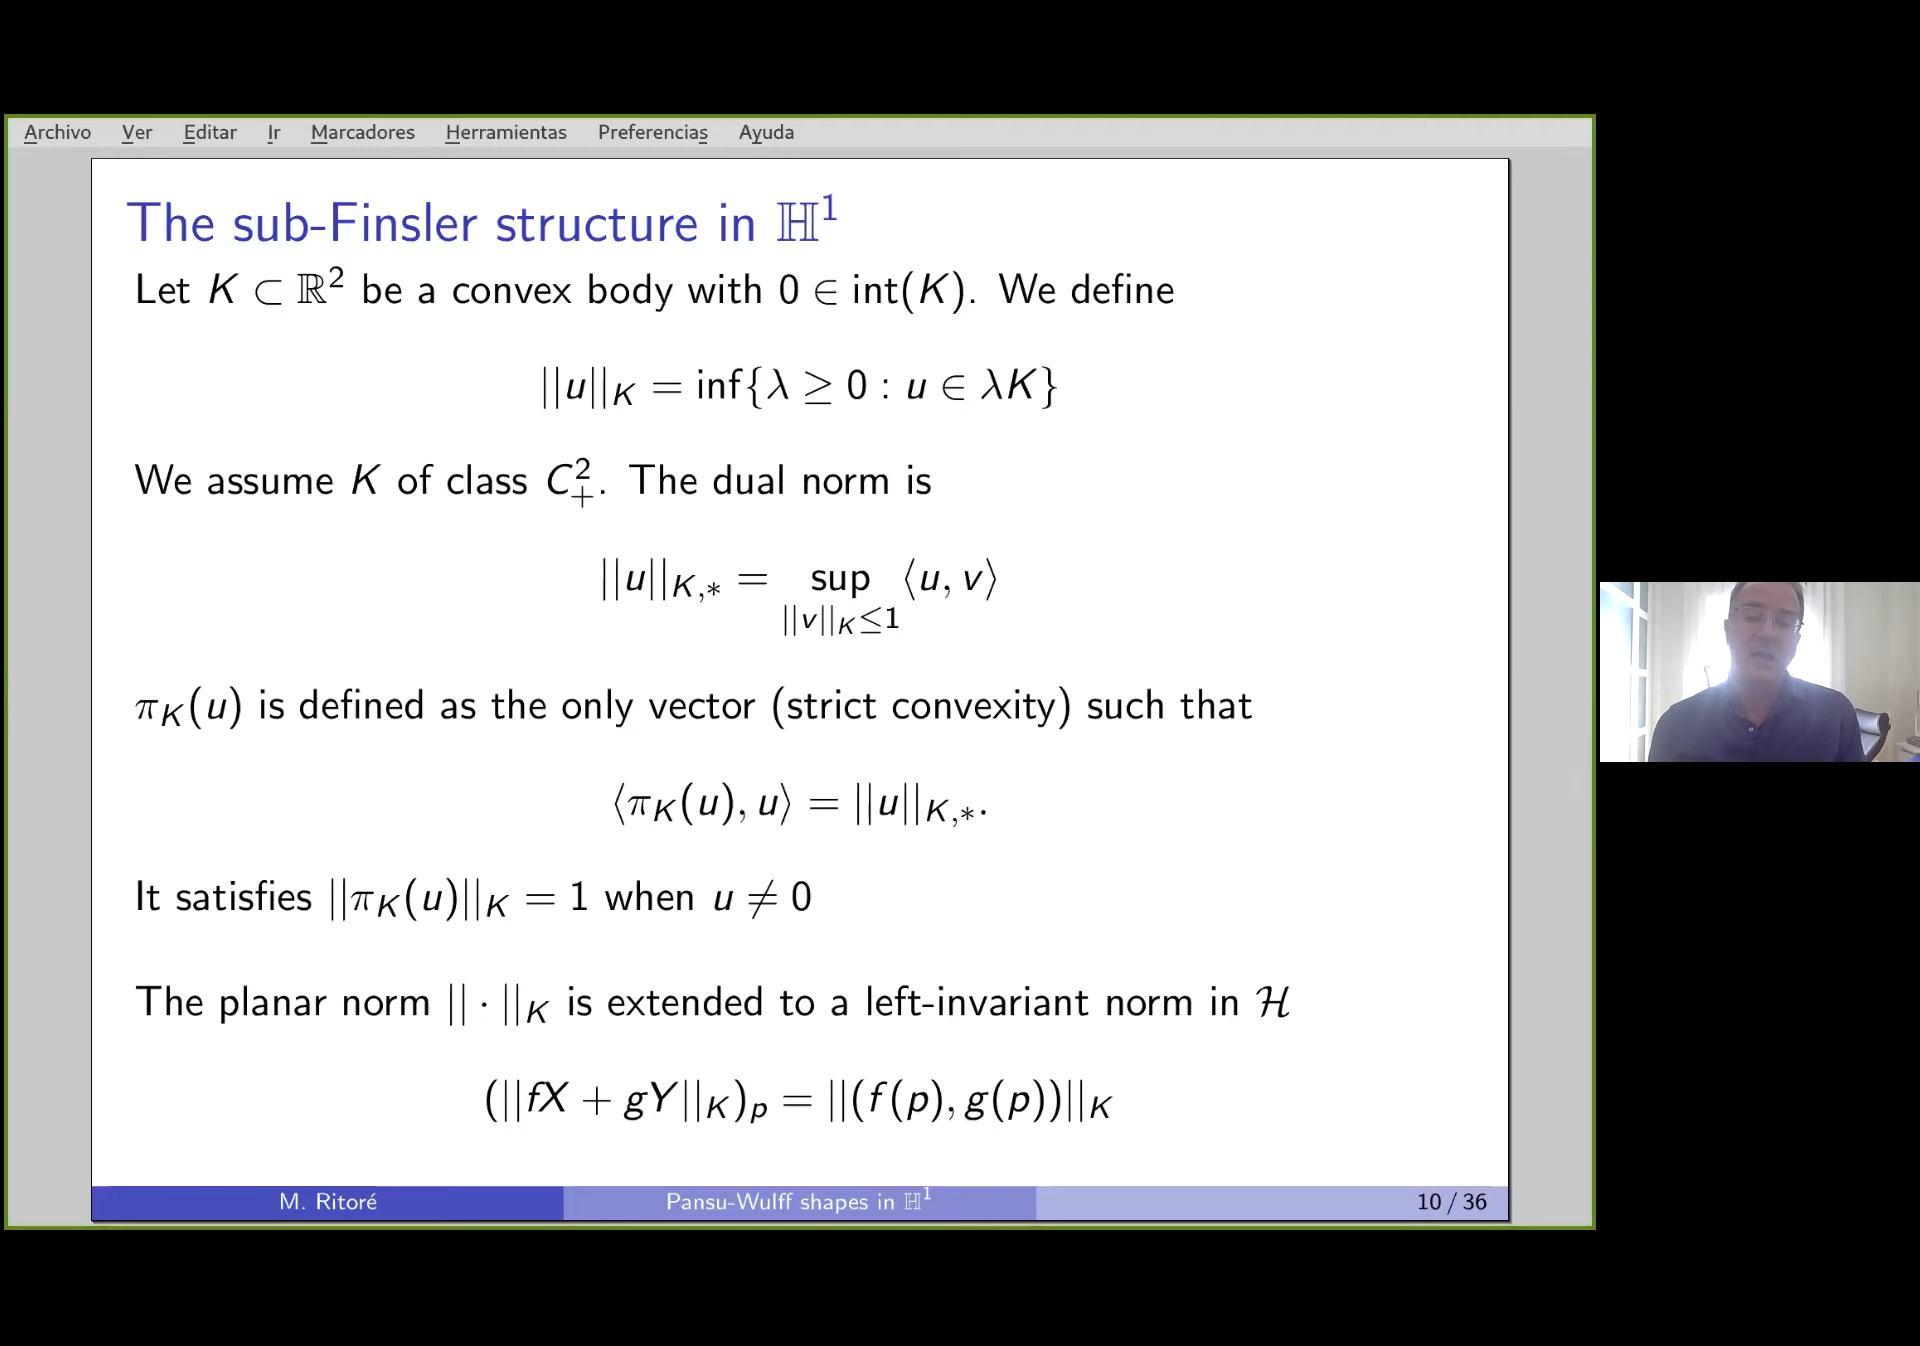 Archivo Ver Editar Ir Marcadores Herramientas Preferencias Ayuda
The sub-Finsler structure in ℍ¹
Let K ⊂ ℝ² be a convex body with 0 ∈ int(K). We define
||u||_K = inf{λ ≥ 0 : u ∈ λK}
We assume K of class C²₊. The dual norm is
||u||_{K,*} = sup_{||v||_K≤1} ⟨u, v⟩
π_K(u) is defined as the only vector (strict convexity) such that
⟨π_K(u), u⟩ = ||u||_{K,*}.
It satisfies ||π_K(u)||_K = 1 when u ≠ 0
The planar norm || · ||_K is extended to a left-invariant norm in ℋ
(||fX + gY||_K)_p = ||(f(p), g(p))||_K
M. Ritoré Pansu-Wulff shapes in ℍ¹ 10 / 36